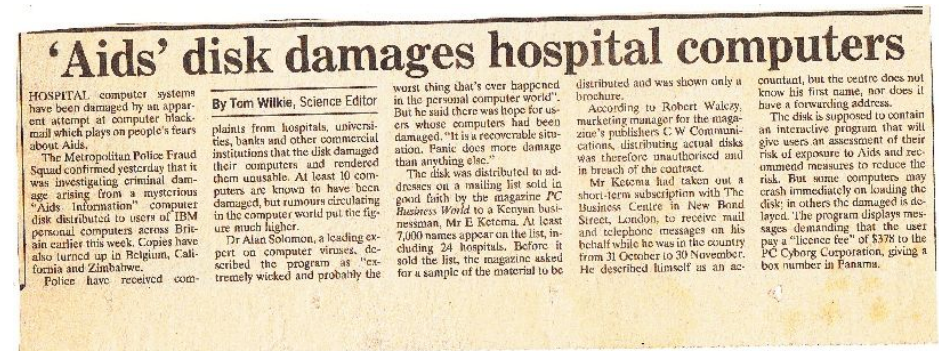 ‘Aids’ disk damages hospital computers
HOSPITAL computer systems
have been damaged by an appar-
ent attempt at computer black-
mail which plays on people's fears
about Aids.
The Metropolitan Police Fraud
Squad confirmed yesterday that it
was investigating criminal dam-
age arising from a mysterious
“Aids Information” computer
disk distributed to users of IBM
personal computers across Brit-
ain earlier this week. Copies have
also turned up in Belgium, Cali-
fornia and Zimbabwe.
Police have received com-
By Tom Wilkie, Science Editor
plaints from hospitals, universi-
ties, banks and other commercial
institutions that the disk damaged
their computers and rendered
them unusable. At least 10 com-
puters are known to have been
damaged, but rumours circulating
in the computer world put the fig-
ure much higher.
Dr Alan Solomon, a leading ex-
pert on computer viruses, de-
scribed the program as “ex-
tremely wicked and probably the
worst thing that's ever happened
in the personal computer world”.
But he said there was hope for us-
ers whose computers had been
damaged. “It is a recoverable situ-
ation. Panic does more damage
than anything else.”
The disk was distributed to ad-
dresses on a mailing list sold in
good faith by the magazine PC
Business World to a Kenyan busi-
nessman, Mr E Ketema. At least
7,000 names appear on the list, in-
cluding 24 hospitals. Before it
sold the list, the magazine asked
for a sample of the material to be
distributed and was shown only a
brochure.
According to Robert Walczy,
marketing manager for the maga-
zine's publishers C W Communi-
cations, distributing actual disks
was therefore unauthorised and
in breach of the contract.
Mr Ketema had taken out a
short-term subscription with The
Business Centre in New Bond
Street, London, to receive mail
and telephone messages on his
behalf while he was in the country
from 31 October to 30 November.
He described himself as an ac-
countant, but the centre does not
know his first name, nor does it
have a forwarding address.
The disk is supposed to contain
an interactive program that will
give users an assessment of their
risk of exposure to Aids and rec-
ommend measures to reduce the
risk. But some computers may
crash immediately on loading the
disk; in others the damaged is de-
layed. The program displays mes-
sages demanding that the user
pay a “licence fee” of $378 to the
PC Cyborg Corporation, giving a
box number in Panama.